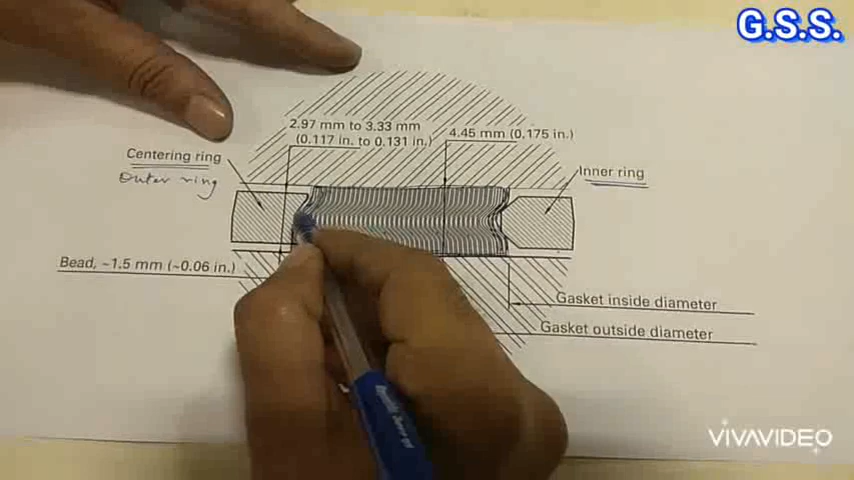 G.S.S.
2.97 mm to 3.33 mm
(0.117 in. to 0.131 in.)
4.45 mm (0.175 in.)
Centering ring
Outer ring
Inner ring
Bead, ~1.5 mm (~0.06 in.)
Gasket inside diameter
Gasket outside diameter
VIVAVIDEO